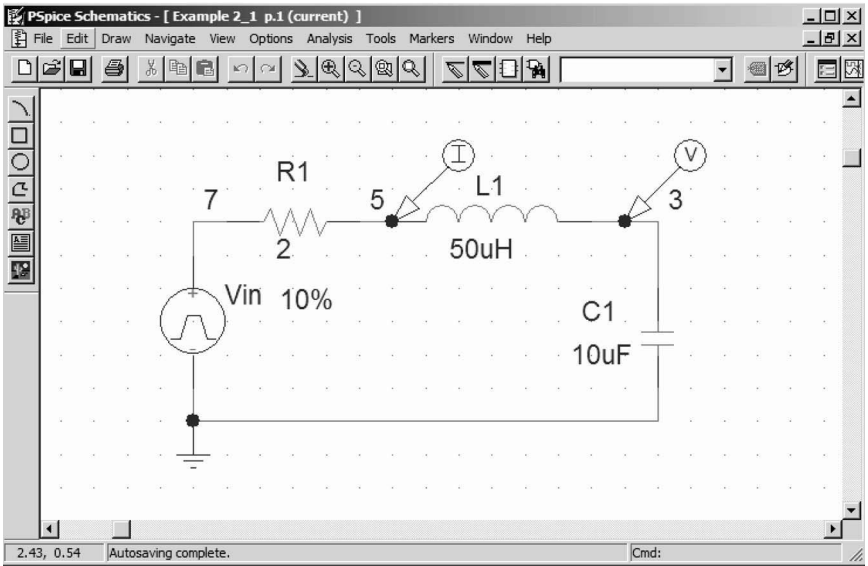 PSpice Schematics - [ Example 2_1 p.1 (current) ]
File Edit Draw Navigate View Options Analysis Tools Markers Window Help
I
V
R1
L1
7
5
3
2
50uH
Vin
10%
C1
10uF
2.43, 0.54 Autosaving complete. Cmd: